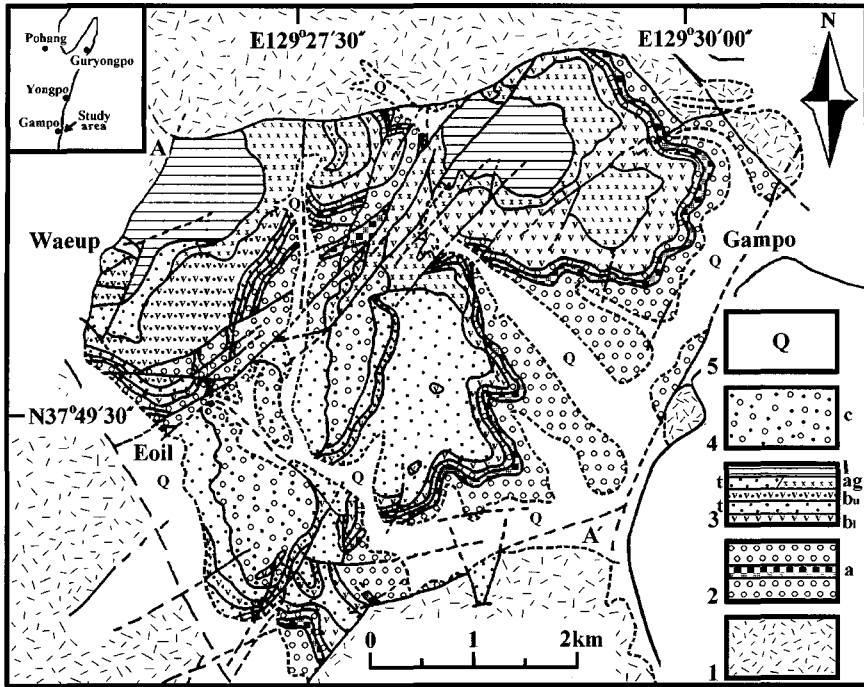 E129°27′30″
E129°30′00″
N
Pohang
Guryongpo
Yongpo
Gampo
Study
area
Q
A
Q
Waeup
Gampo
Q
Q
5
Q
Q
4
c
N37°49′30″
Eoil
Q
Q
Q
A
3
t
t
l
ag
bu
bl
2
a
1
0
1
2km